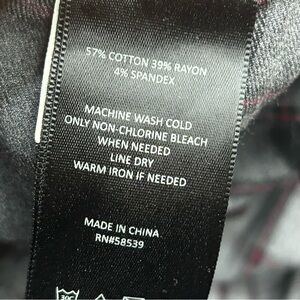 57% COTTON 39% RAYON
4% SPANDEX
MACHINE WASH COLD
ONLY NON-CHLORINE BLEACH
WHEN NEEDED
LINE DRY
WARM IRON IF NEEDED
MADE IN CHINA
RN#58539
30C